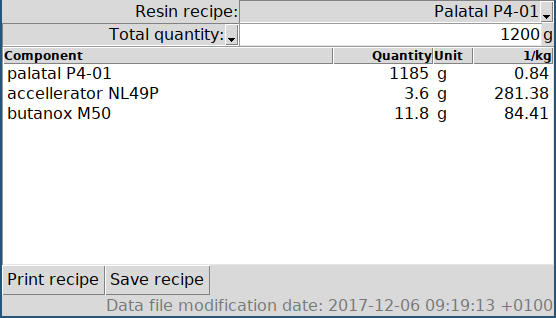 Resin recipe: Palatal P4-01
Total quantity: 1200 g
Component Quantity Unit 1/kg
palatal P4-01 1185 g 0.84
accellerator NL49P 3.6 g 281.38
butanox M50 11.8 g 84.41
Print recipe Save recipe
Data file modification date: 2017-12-06 09:19:13 +0100